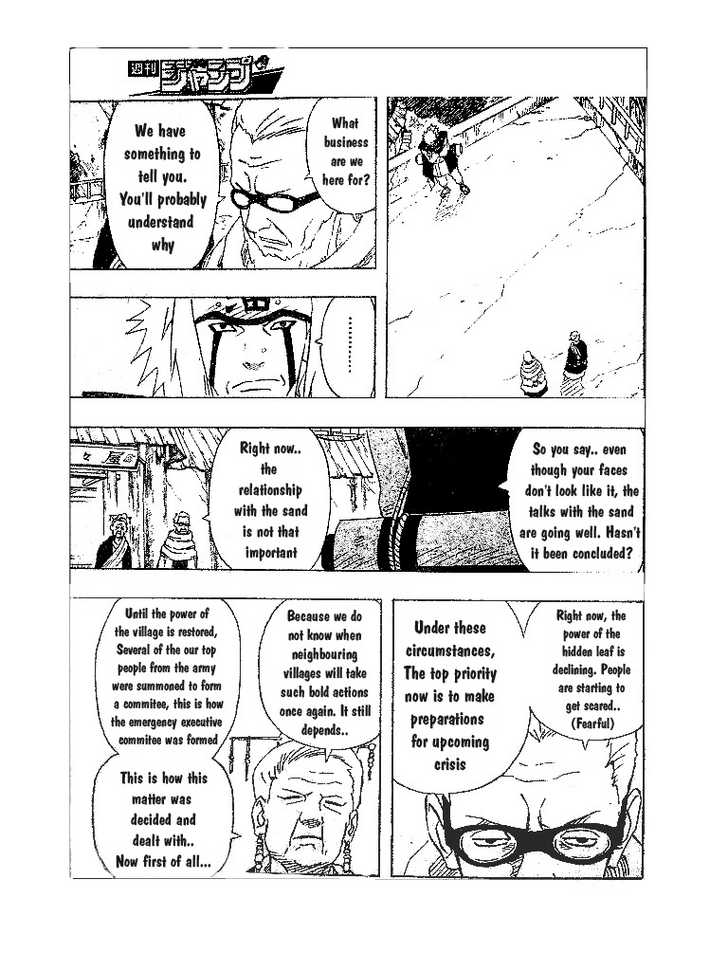 週刊
ジャンプ
What
business
are we
here for?
We have
something to
tell you.
You'll probably
understand
why
.........
So you say.. even
though your faces
don't look like it, the
talks with the sand
are going well. Hasn't
it been concluded?
Right now..
the
relationship
with the sand
is not that
important
屋
Right now, the
power of the
hidden leaf is
declining. People
are starting to
get scared..
(Fearful)
Under these
circumstances,
The top priority
now is to make
preparations
for upcoming
crisis
Because we do
not know when
neighbouring
villages will take
such bold actions
once again. It still
depends..
Until the power of
the village is restored,
Several of the our top
people from the army
were summoned to form
a commitee, this is how
the emergency executive
commitee was formed
This is how this
matter was
decided and
dealt with..
Now first of all...